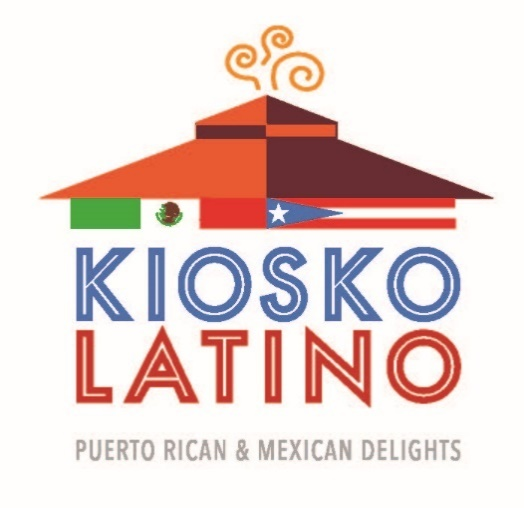 KIOSKO
LATINO
PUERTO RICAN & MEXICAN DELIGHTS